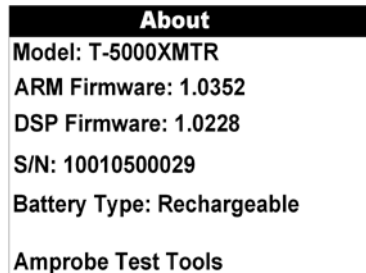 About
Model: T-5000XMTR
ARM Firmware: 1.0352
DSP Firmware: 1.0228
S/N: 10010500029
Battery Type: Rechargeable
Amprobe Test Tools